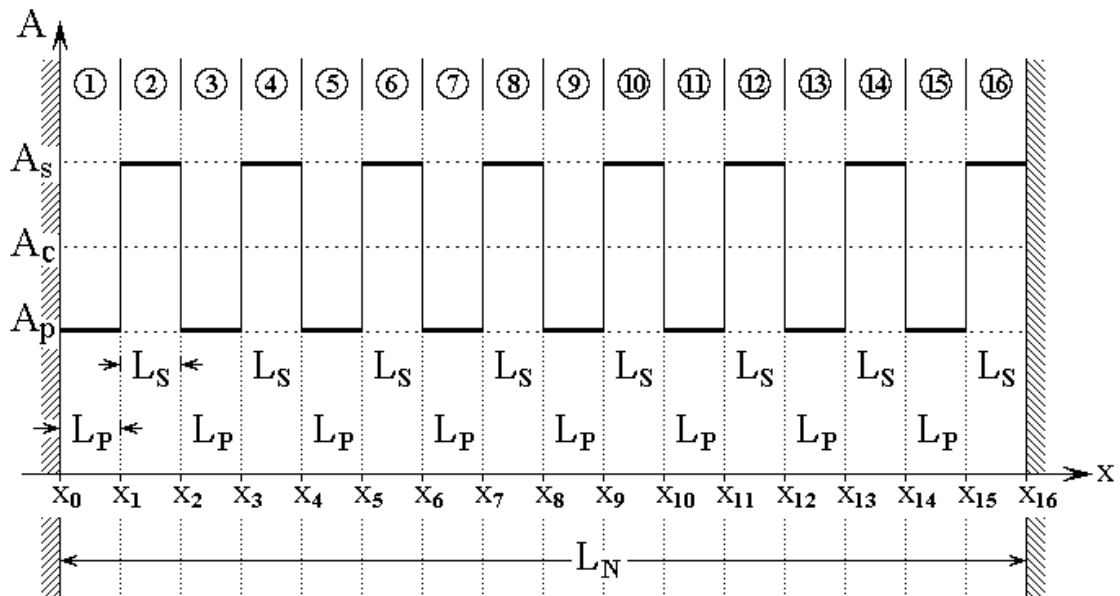 A
① ② ③ ④ ⑤ ⑥ ⑦ ⑧ ⑨ ⑩ ⑪ ⑫ ⑬ ⑭ ⑮ ⑯
As
Ac
Ap
LS LS LS LS LS LS LS LS
LP LP LP LP LP LP LP LP
x
x0 x1 x2 x3 x4 x5 x6 x7 x8 x9 x10 x11 x12 x13 x14 x15 x16
LN